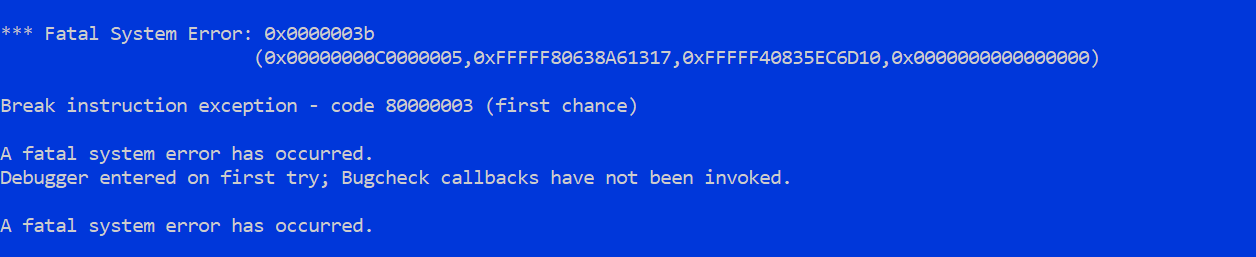 *** Fatal System Error: 0x0000003b
(0x00000000C0000005,0xFFFFF80638A61317,0xFFFFF40835EC6D10,0x0000000000000000)
Break instruction exception - code 80000003 (first chance)
A fatal system error has occurred.
Debugger entered on first try; Bugcheck callbacks have not been invoked.
A fatal system error has occurred.